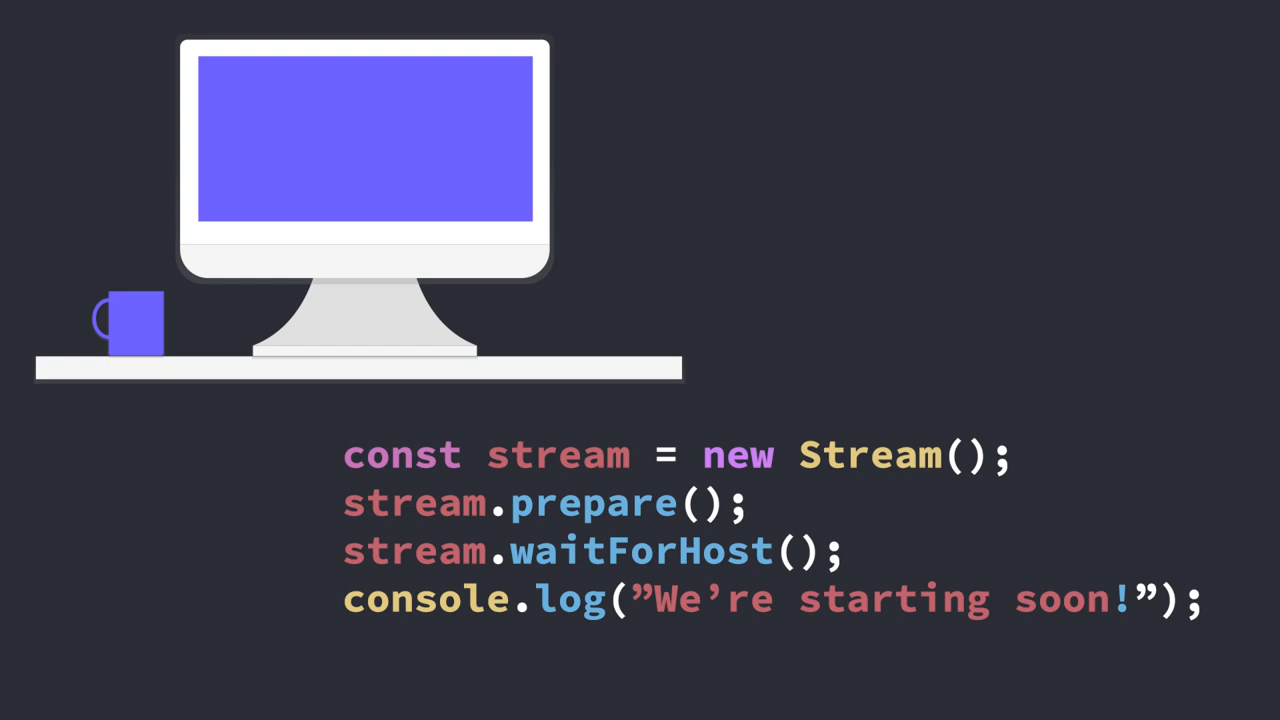 const stream = new Stream();
stream.prepare();
stream.waitForHost();
console.log(”We’re starting soon!”);